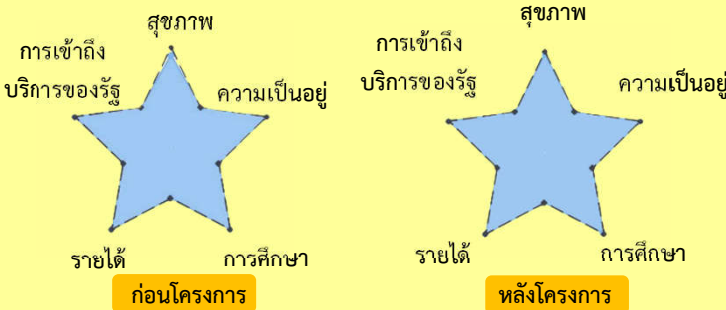 สุขภาพ
การเข้าถึง
บริการของรัฐ
ความเป็นอยู่
รายได้
การศึกษา
ก่อนโครงการ
สุขภาพ
การเข้าถึง
บริการของรัฐ
ความเป็นอยู่
รายได้
การศึกษา
หลังโครงการ